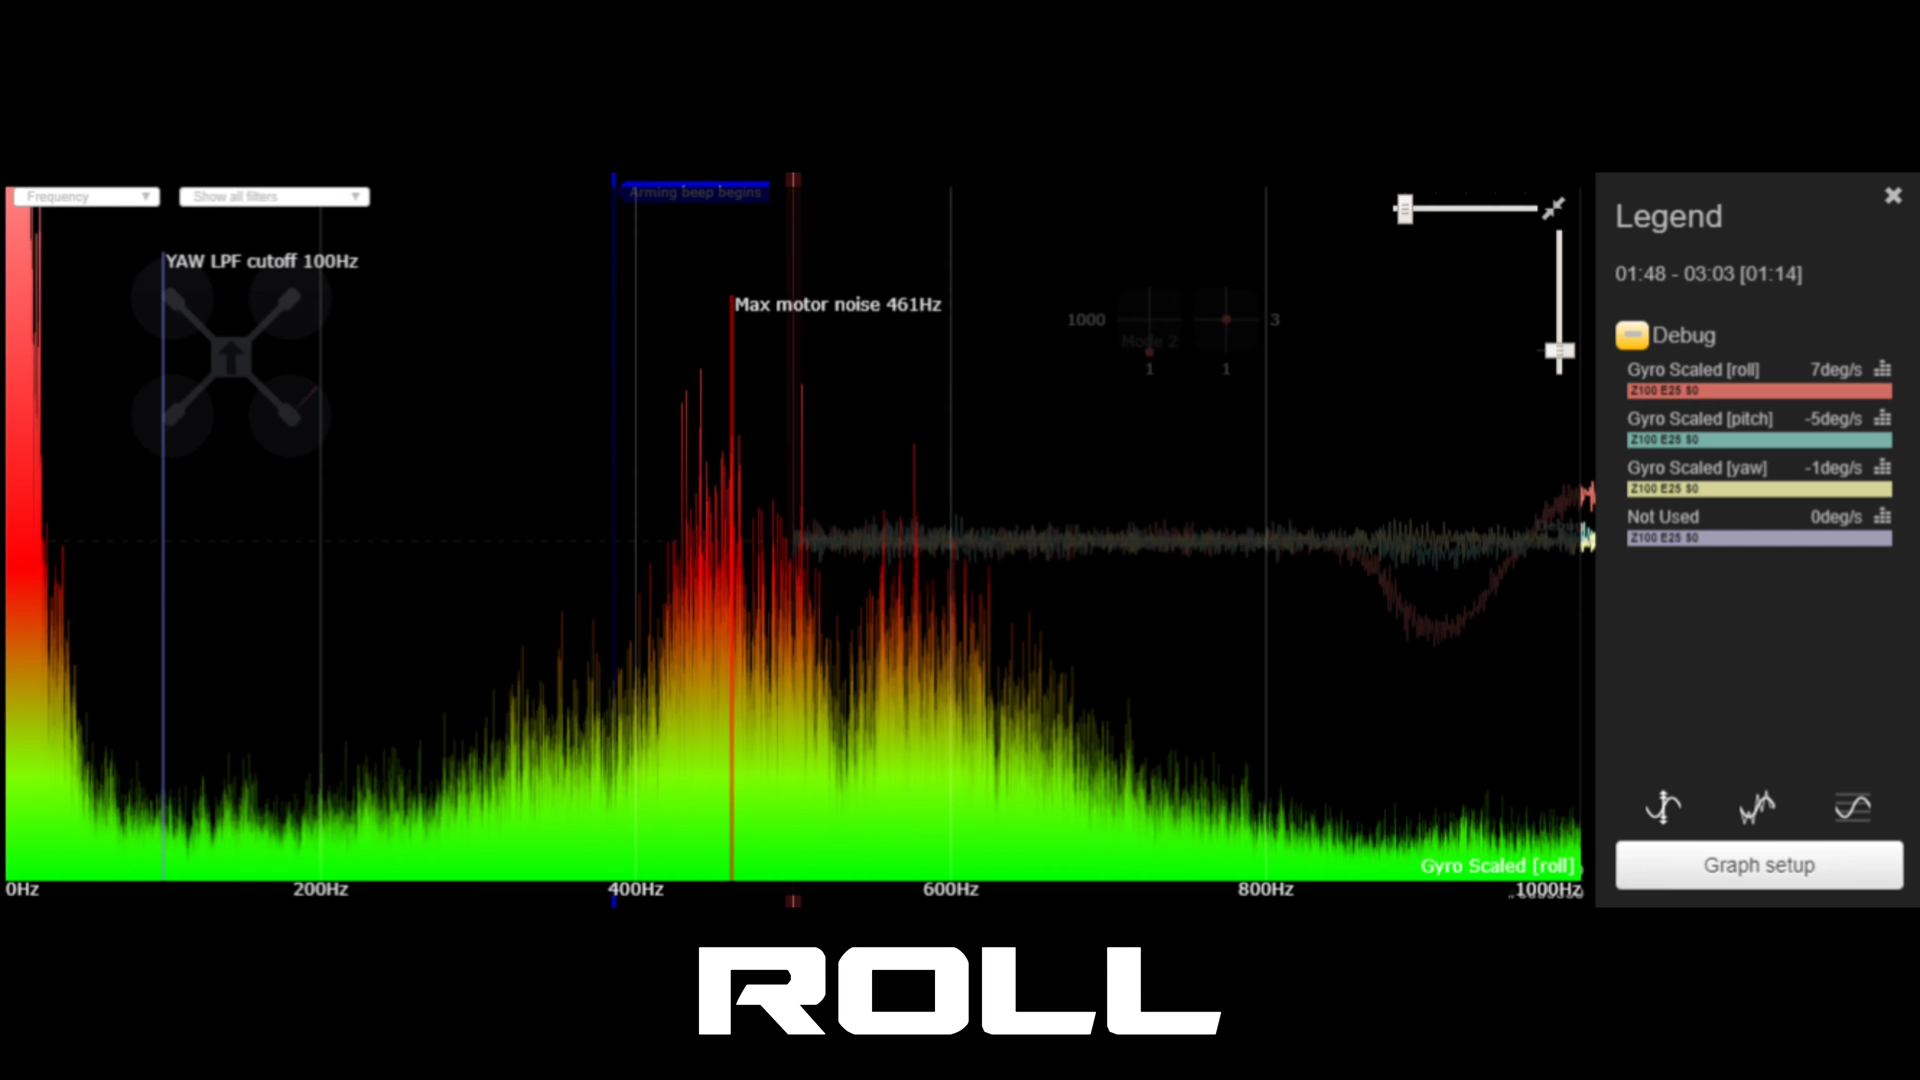 Frequency
Show all filters
Arming beep begins
YAW LPF cutoff 100Hz
Max motor noise 461Hz
1000
Mode 2
3
1
1
Gyro Scaled [roll]
0Hz
200Hz
400Hz
600Hz
800Hz
1000Hz
Legend
01:48 - 03:03 [01:14]
Debug
Gyro Scaled [roll] 7deg/s
Z100 E25 S0
Gyro Scaled [pitch] -5deg/s
Z100 E25 S0
Gyro Scaled [yaw] -1deg/s
Z100 E25 S0
Not Used 0deg/s
Z100 E25 S0
Graph setup
ROLL